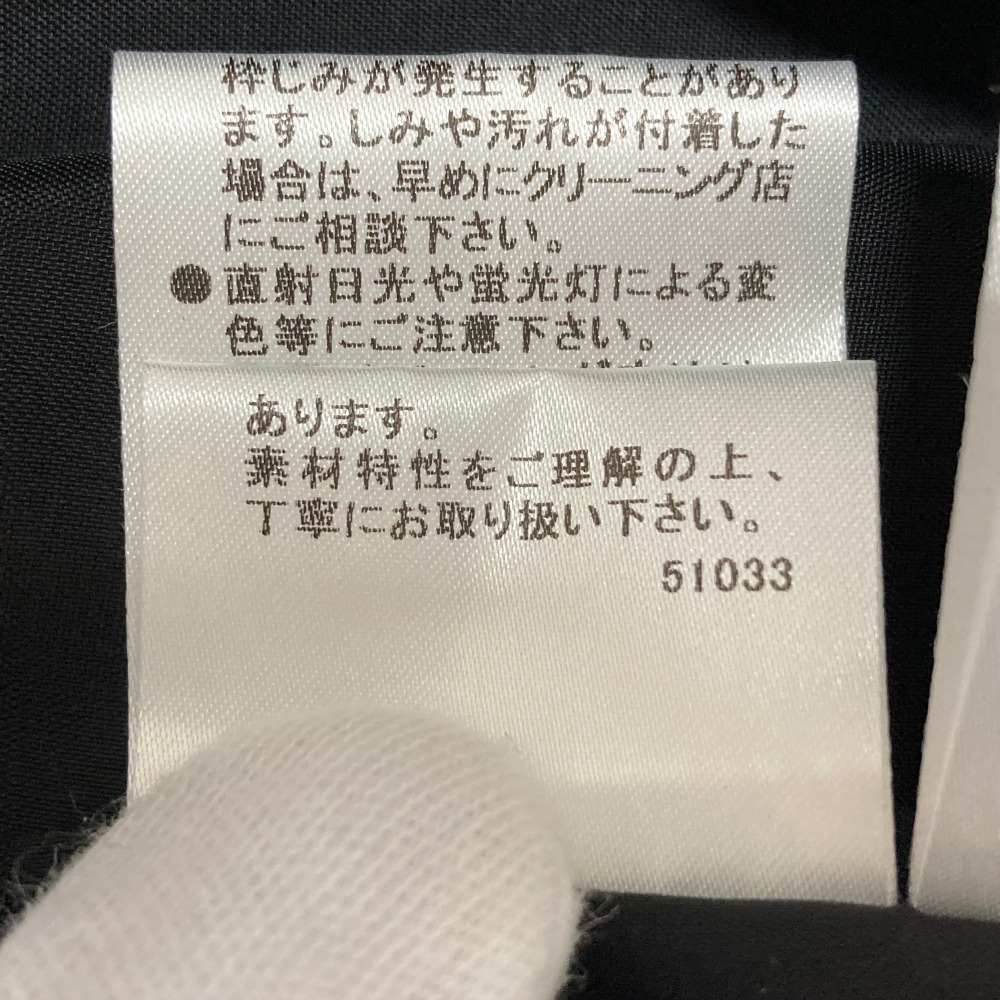 枠じみが発生することがあり
ます。しみや汚れが付着した
場合は、早めにクリーニング店
にご相談下さい。
●直射日光や蛍光灯による変
色等にご注意下さい。
あります。
素材特性をご理解の上、
丁寧にお取り扱い下さい。
51033